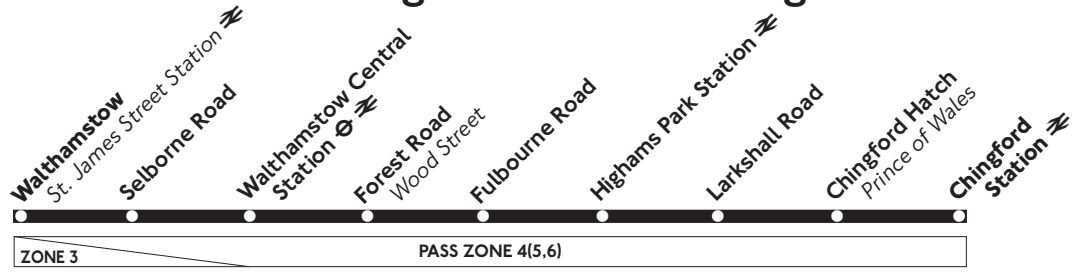 Walthamstow
St. James Street Station
Selborne Road
Walthamstow Central
Station
Forest Road
Wood Street
Fulbourne Road
Highams Park Station
Larkshall Road
Chingford Hatch
Prince of Wales
Chingford
Station
ZONE 3
PASS ZONE 4(5,6)